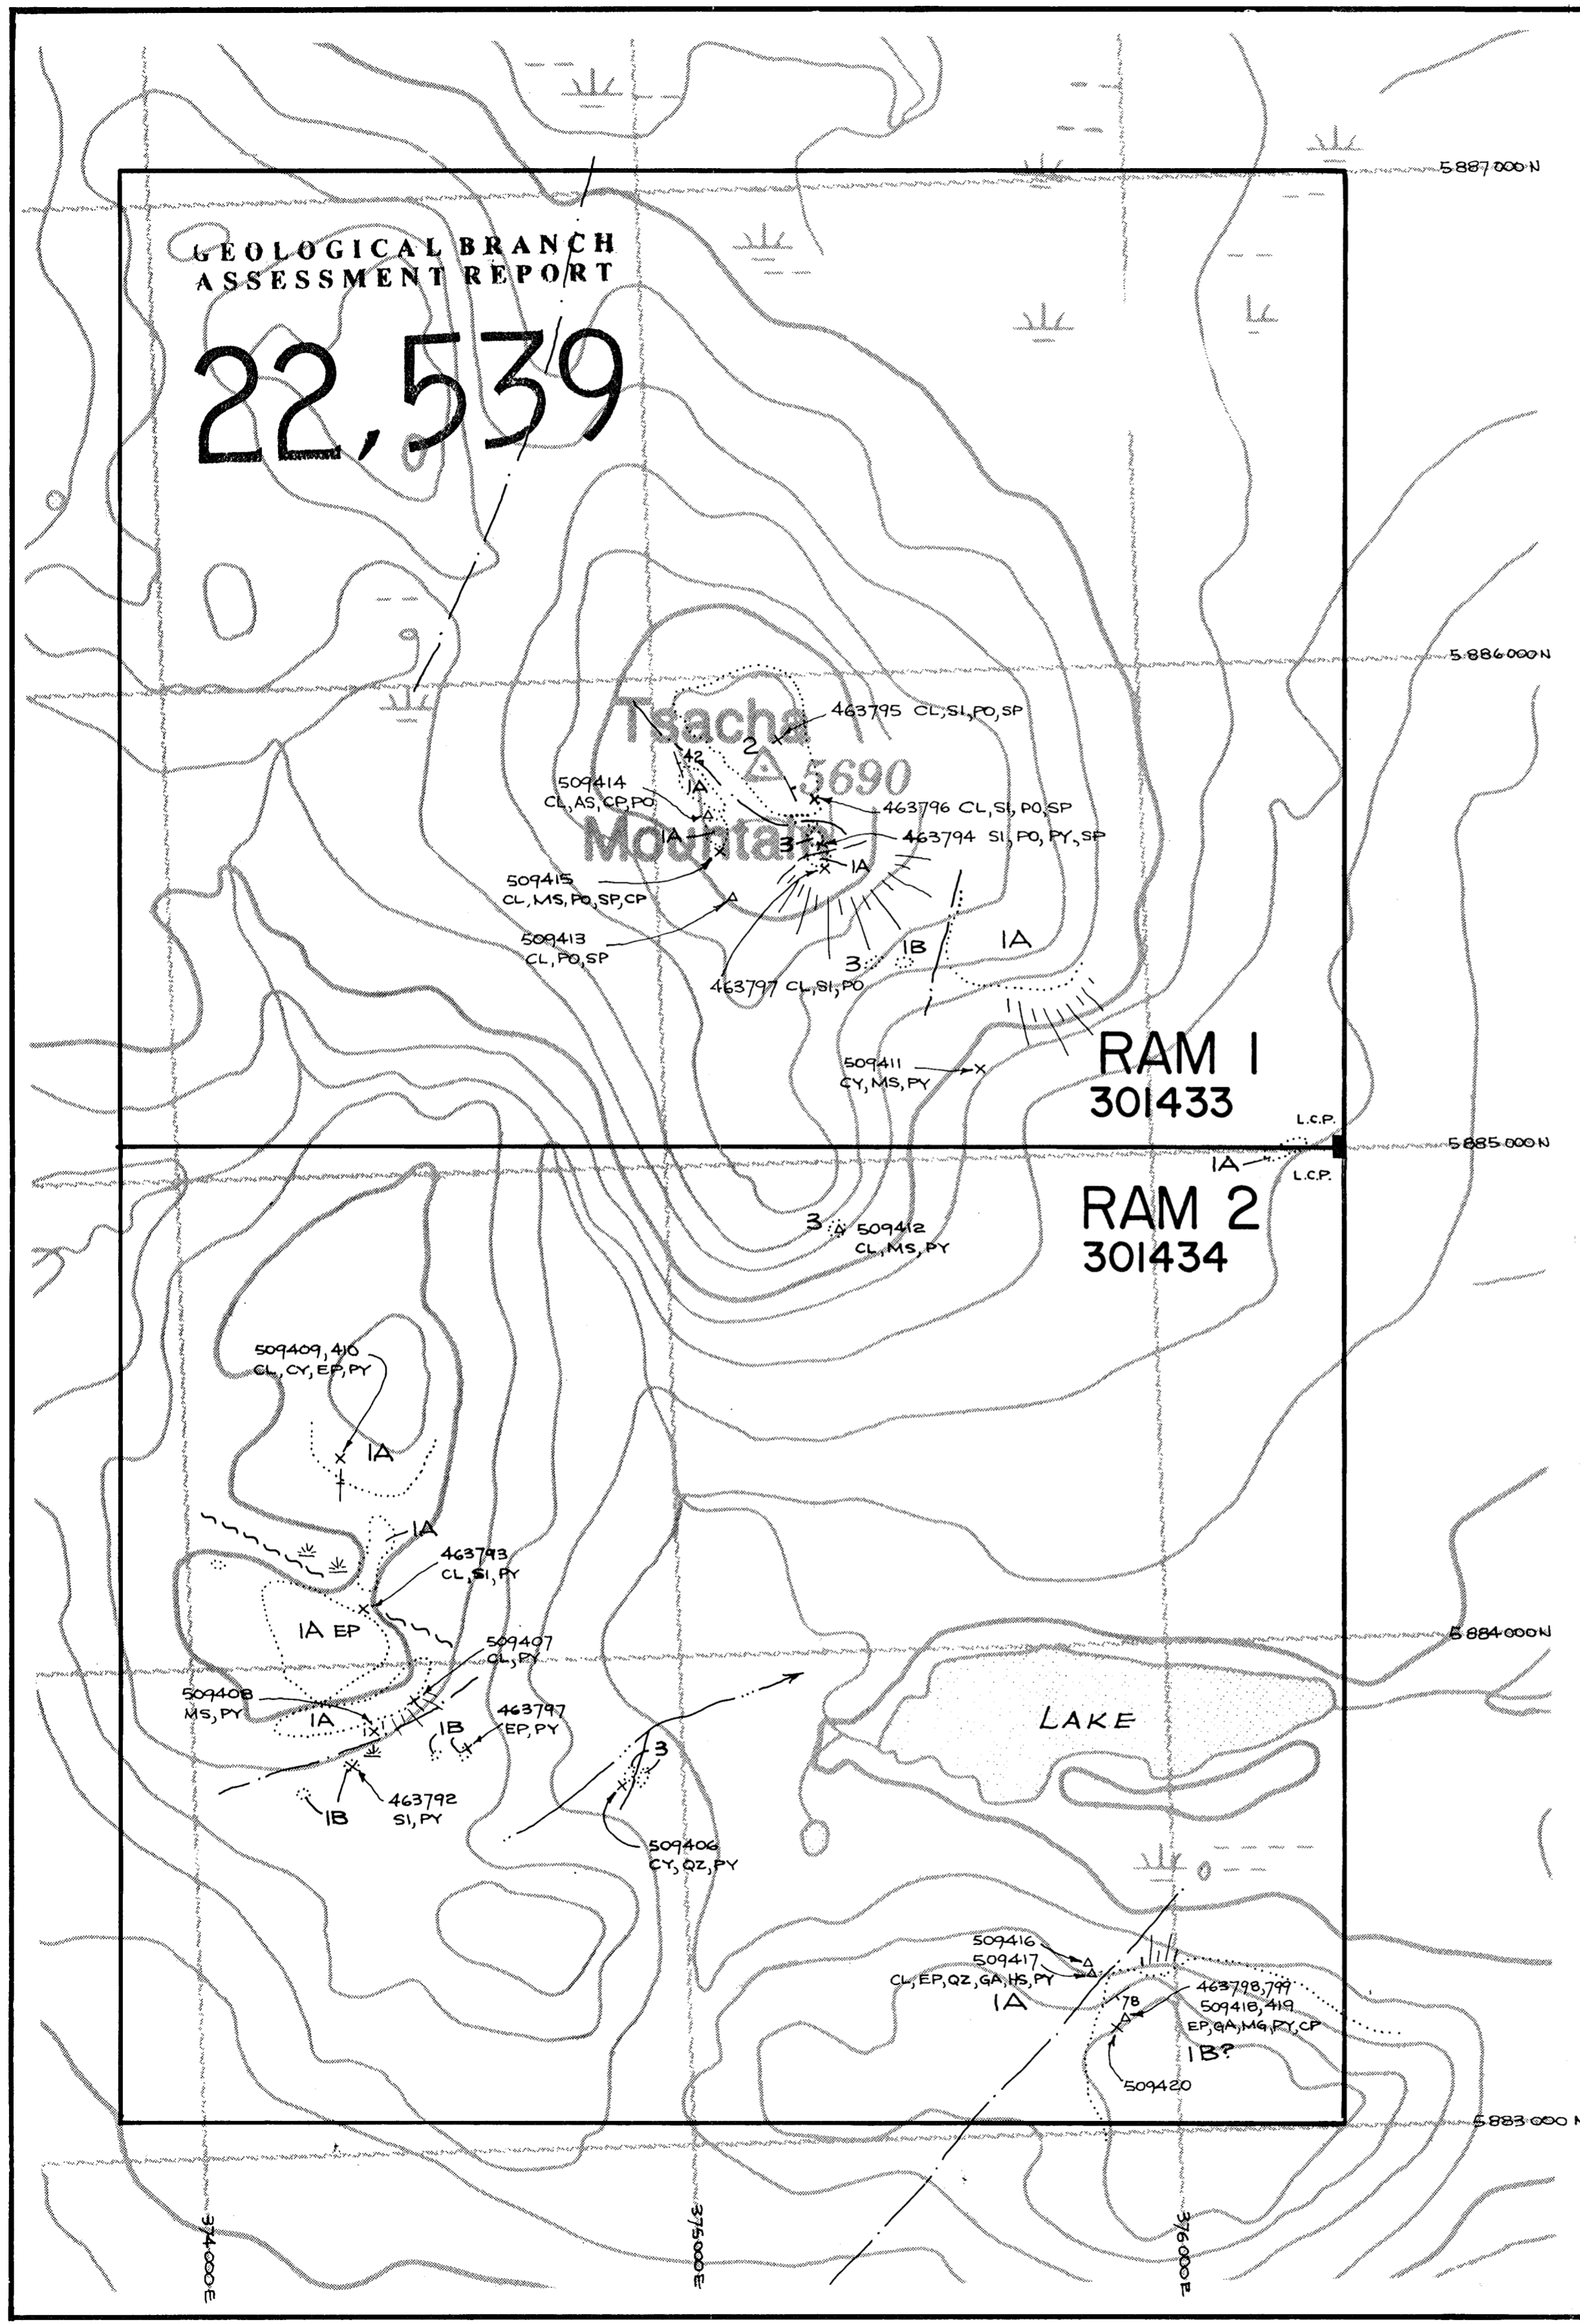 5887000N
GEOLOGICAL BRANCH
ASSESSMENT REPORT
22,539
5886000N
Tsacha
Mountain
5690
463795 CL,SI,PO,SP
2
42
1A
509414
CL,AS,CP,PO
463796 CL,SI,PO,SP
1A
3
463794 SI,PO,PY,SP
1A
509415
CL,MS,PO,SP,CP
509413
CL,PO,SP
1B
3
1A
463797 CL,SI,PO
509411
CY,MS,PY
RAM 1
301433
L.C.P.
5885000N
1A
L.C.P.
RAM 2
301434
3
509412
CL,MS,PY
509409,410
CL,CY,EP,PY
1A
1A
463793
CL,SI,PY
1A EP
5884000N
509407
CL,PY
509408
MS,PY
1A
1B
463797
EP,PY
LAKE
3
463792
SI,PY
1B
509406
CY,QZ,PY
509416
509417
CL,EP,QZ,GA,HS,PY
1A
78
463798,799
509418,419
EP,GA,MG,PY,CP
1B?
509420
5883000N
374000E
375000E
376000E